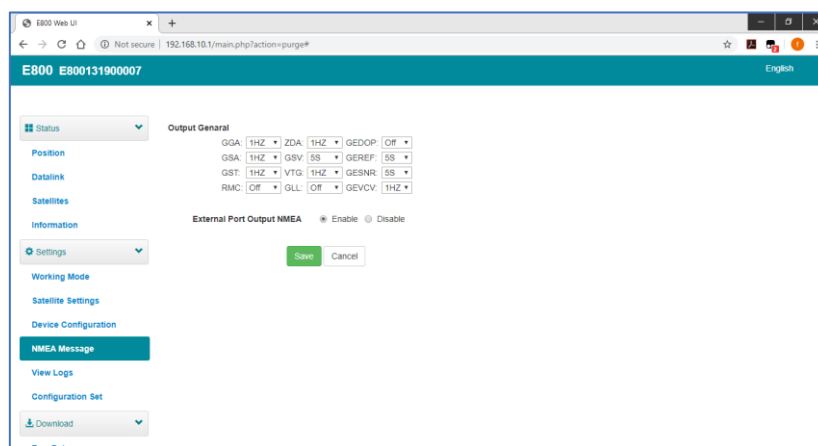 E800 Web UI
Not secure | 192.168.10.1/main.php?action=purge#
E800 E800131900007
English
Status
Position
Datalink
Satellites
Information
Settings
Working Mode
Satellite Settings
Device Configuration
NMEA Message
View Logs
Configuration Set
Download
Output Genaral
GGA: 1HZ ZDA: 1HZ GEDOP: Off
GSA: 1HZ GSV: 5S GEREF: 5S
GST: 1HZ VTG: 1HZ GESNR: 5S
RMC: Off GLL: Off GEVCV: 1HZ
External Port Output NMEA Enable Disable
Save Cancel